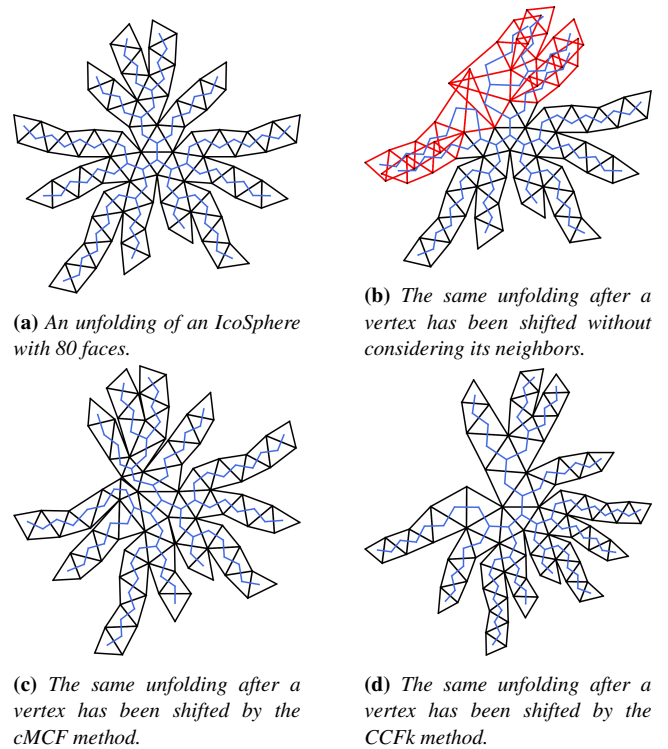 (a) An unfolding of an IcoSphere
with 80 faces.
(b) The same unfolding after a
vertex has been shifted without
considering its neighbors.
(c) The same unfolding after a
vertex has been shifted by the
cMCF method.
(d) The same unfolding after a
vertex has been shifted by the
CCFk method.